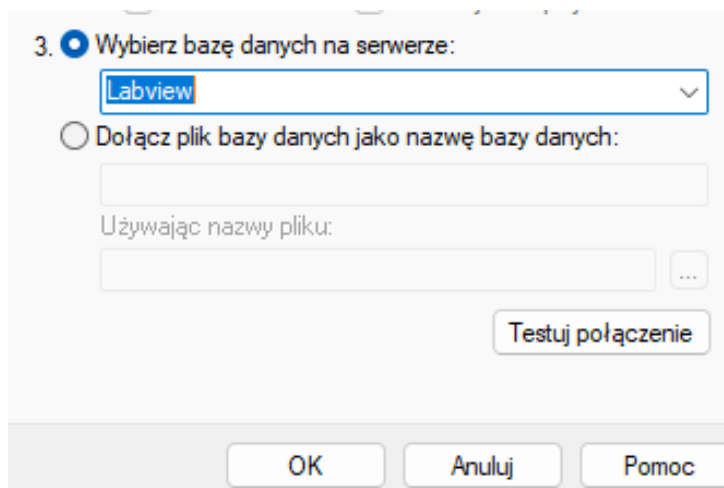 3. Wybierz bazę danych na serwerze:
Labview
Dołącz plik bazy danych jako nazwę bazy danych:
Używając nazwy pliku:
...
Testuj połączenie
OK Anuluj Pomoc